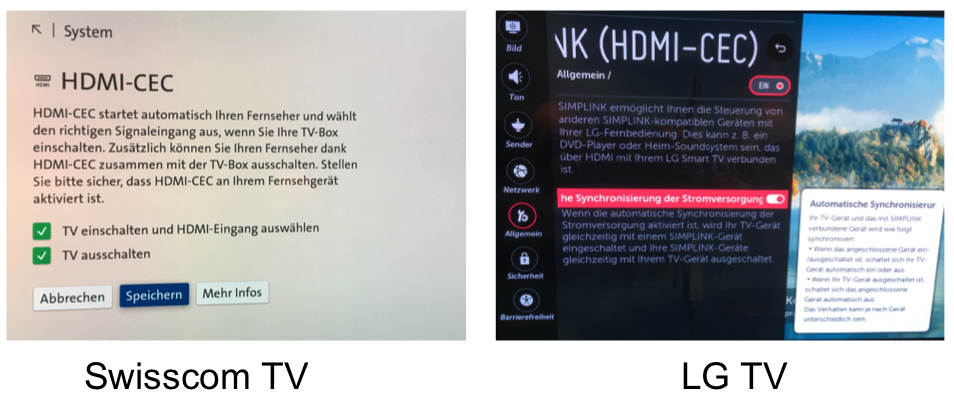 System
HDMI-CEC
HDMI-CEC startet automatisch Ihren Fernseher und wählt
den richtigen Signaleingang aus, wenn Sie Ihre TV-Box
einschalten. Zusätzlich können Sie Ihren Fernseher dank
HDMI-CEC zusammen mit der TV-Box ausschalten. Stellen
Sie bitte sicher, dass HDMI-CEC an Ihrem Fernsehgerät
aktiviert ist.
TV einschalten und HDMI-Eingang auswählen
TV ausschalten
Abbrechen
Speichern
Mehr Infos
Swisscom TV
Bild
Ton
Sender
Netzwerk
Allgemein
Sicherheit
Barrierefreiheit
NK (HDMI-CEC)
Allgemein /
EIN
SIMPLINK ermöglicht Ihnen die Steuerung von
anderen SIMPLINK-kompatiblen Geräten mit
Ihrer LG-Fernbedienung. Dies kann z. B. ein
DVD-Player oder Heim-Soundsystem sein, das
über HDMI mit Ihrem LG Smart TV verbunden
ist.
he Synchronisierung der Stromversorgung
Wenn die automatische Synchronisierung der
Stromversorgung aktiviert ist, wird Ihr TV-Gerät
gleichzeitig mit einem SIMPLINK-Gerät
eingeschaltet und Ihre SIMPLINK-Geräte
gleichzeitig mit Ihrem TV-Gerät ausgeschaltet.
Automatische Synchronisierur
Ihr TV-Gerät und das mit SIMPLINK
verbundene Gerät wird wie folgt
synchronisiert:
• Wenn das angeschlossene Gerät ein-
/ausgeschaltet ist, schaltet sich Ihr TV-
Gerät automatisch ein oder aus.
• Wenn Ihr TV-Gerät ausgeschaltet ist,
schaltet sich das angeschlossene
Gerät automatisch aus.
Das Verhalten kann je nach Gerät
unterschiedlich sein.
LG TV